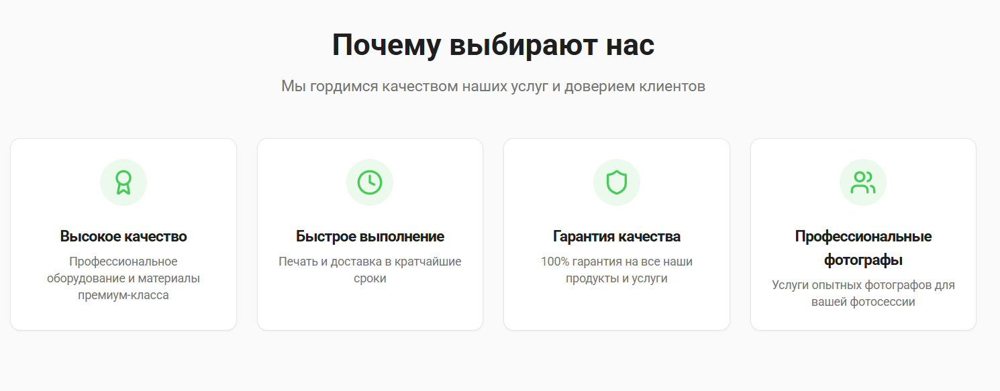 Почему выбирают нас
Мы гордимся качеством наших услуг и доверием клиентов
Высокое качество
Профессиональное
оборудование и материалы
премиум-класса
Быстрое выполнение
Печать и доставка в кратчайшие
сроки
Гарантия качества
100% гарантия на все наши
продукты и услуги
Профессиональные
фотографы
Услуги опытных фотографов для
вашей фотосессии